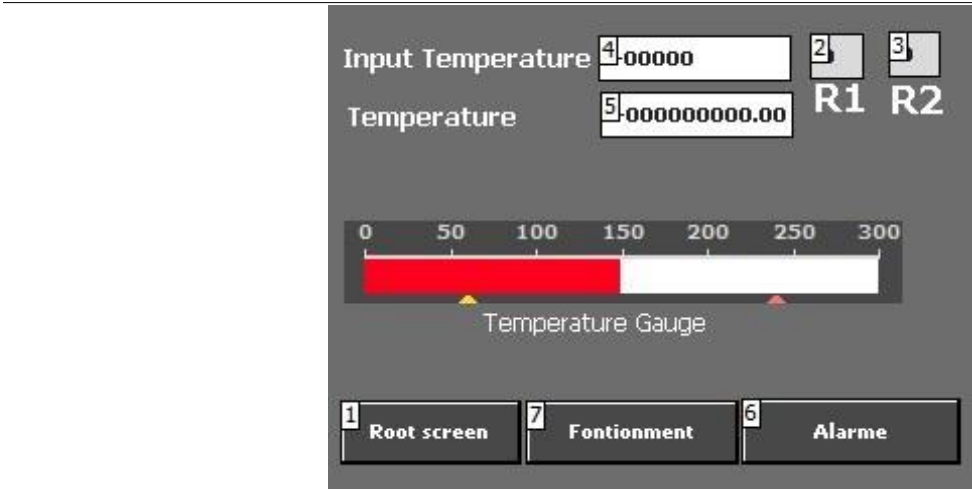 Input Temperature 4 -00000 2 3
R1 R2
Temperature 5 -000000000.00
0 50 100 150 200 250 300
Temperature Gauge
1 Root screen 7 Fontionment 6 Alarme